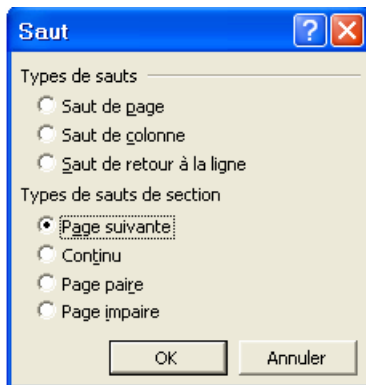 Saut
Types de sauts
Saut de page
Saut de colonne
Saut de retour à la ligne
Types de sauts de section
Page suivante
Continu
Page paire
Page impaire
OK Annuler